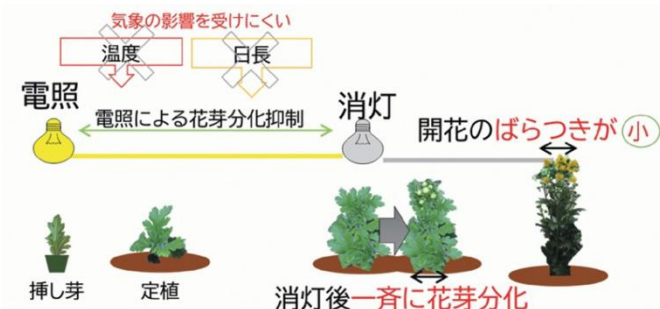 気象の影響を受けにくい
温度
日長
電照
消灯
電照による花芽分化抑制
開花のばらつきが小
挿し芽
定植
消灯後一斉に花芽分化